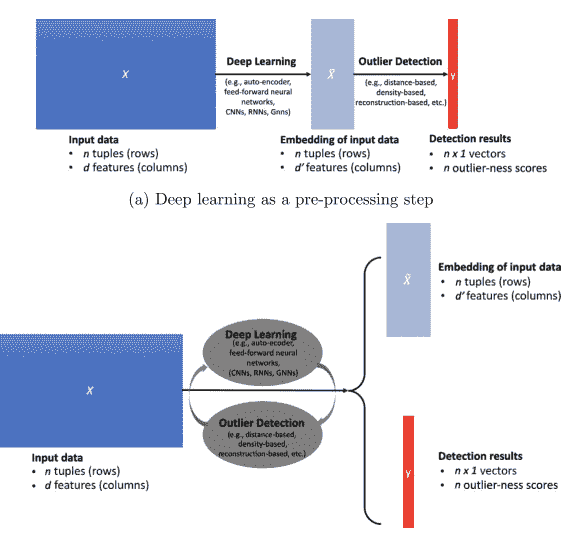 X
Deep Learning
(e.g., auto-encoder,
feed-forward neural
networks,
CNNs, RNNs, Gnns)
X̂
Outlier Detection
(e.g., distance-based,
density-based,
reconstruction-based, etc.)
y
Input data
• n tuples (rows)
• d features (columns)
Embedding of input data
• n tuples (rows)
• d' features (columns)
Detection results
• n x 1 vectors
• n outlier-ness scores
(a) Deep learning as a pre-processing step
X̂
Embedding of input data
• n tuples (rows)
• d' features (columns)
X
Deep Learning
(e.g., auto-ecoder,
feed-forward neural
networks,
(CNNs, RNNs, GNNs)
Outlier Detection
(e.g., distance-based,
density-based,
reconstruction-based, etc.)
Input data
• n tuples (rows)
• d features (columns)
y
Detection results
• n x 1 vectors
• n outlier-ness scores